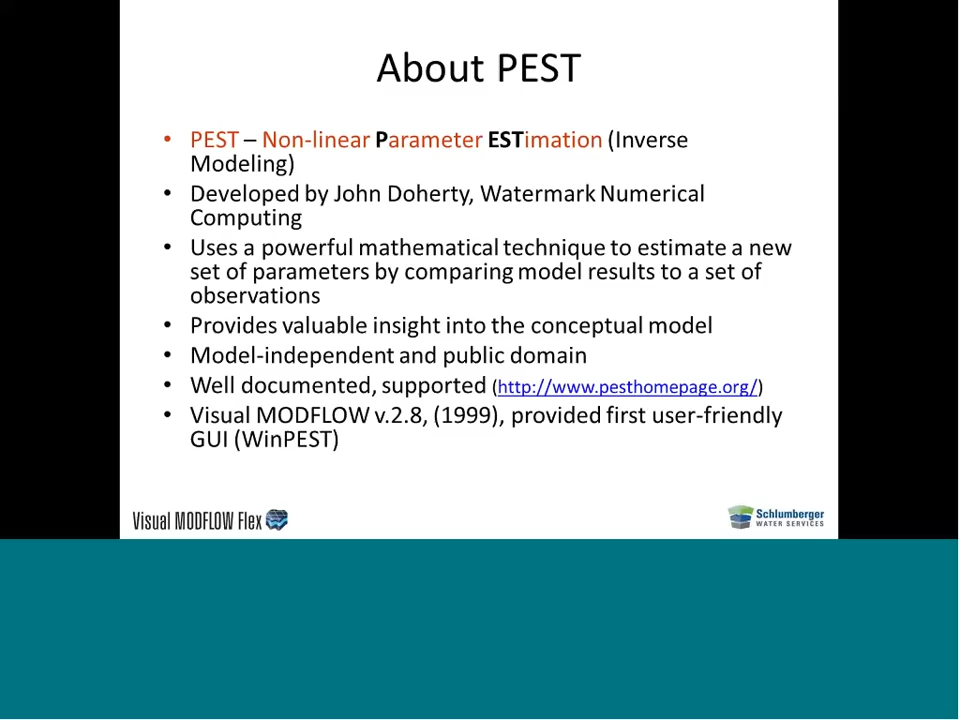 About PEST
• PEST – Non-linear Parameter ESTimation (Inverse
Modeling)
• Developed by John Doherty, Watermark Numerical
Computing
• Uses a powerful mathematical technique to estimate a new
set of parameters by comparing model results to a set of
observations
• Provides valuable insight into the conceptual model
• Model-independent and public domain
• Well documented, supported (http://www.pesthomepage.org/)
• Visual MODFLOW v.2.8, (1999), provided first user-friendly
GUI (WinPEST)
Visual MODFLOW Flex
Schlumberger
WATER SERVICES